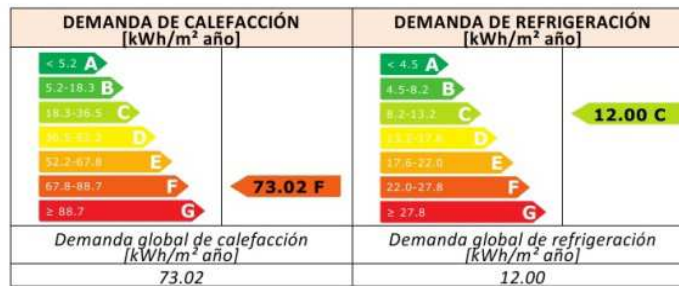 DEMANDA DE CALEFACCIÓN
[kWh/m² año]
DEMANDA DE REFRIGERACIÓN
[kWh/m² año]
< 5.2 A
5.2-18.3 B
18.3-36.5 C
D
52.2-67.8 E
67.8-88.7 F
≥ 88.7 G
73.02 F
< 4.5 A
4.5-8.2 B
8.2-13.2 C
D
17.6-22.0 E
22.0-27.8 F
≥ 27.8 G
12.00 C
Demanda global de calefacción
[kWh/m² año]
73.02
Demanda global de refrigeración
[kWh/m² año]
12.00